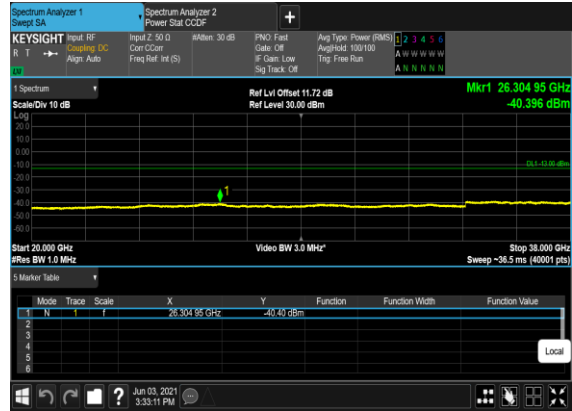 Spectrum Analyzer 1
Swept SA
Spectrum Analyzer 2
Power Stat CCDF
+
KEYSIGHT
R T
Input: RF
Coupling: DC
Align: Auto
Input Z: 50 Ω
Corr CCorr
Freq Ref: Int (S)
#Atten: 30 dB
PNO: Fast
Gate: Off
IF Gain: Low
Sig Track: Off
Avg Type: Power (RMS)
Avg|Hold: 100/100
Trig: Free Run
1 2 3 4 5 6
A W W W W W
A N N N N N
1 Spectrum
Scale/Div 10 dB
Ref Lvl Offset 11.72 dB
Ref Level 30.00 dBm
Mkr1 26.304 95 GHz
-40.396 dBm
Log
20.0
10.0
0.00
-10.0
-20.0
-30.0
-40.0
-50.0
-60.0
DL1 -13.00 dBm
1
Start 20.000 GHz
#Res BW 1.0 MHz
Video BW 3.0 MHz*
Stop 38.000 GHz
Sweep ~36.5 ms (40001 pts)
5 Marker Table
Mode Trace Scale X Y Function Function Width Function Value
1 N 1 f 26.304 95 GHz -40.40 dBm
2
3
4
5
6
Local
?
Jun 03, 2021
3:33:11 PM